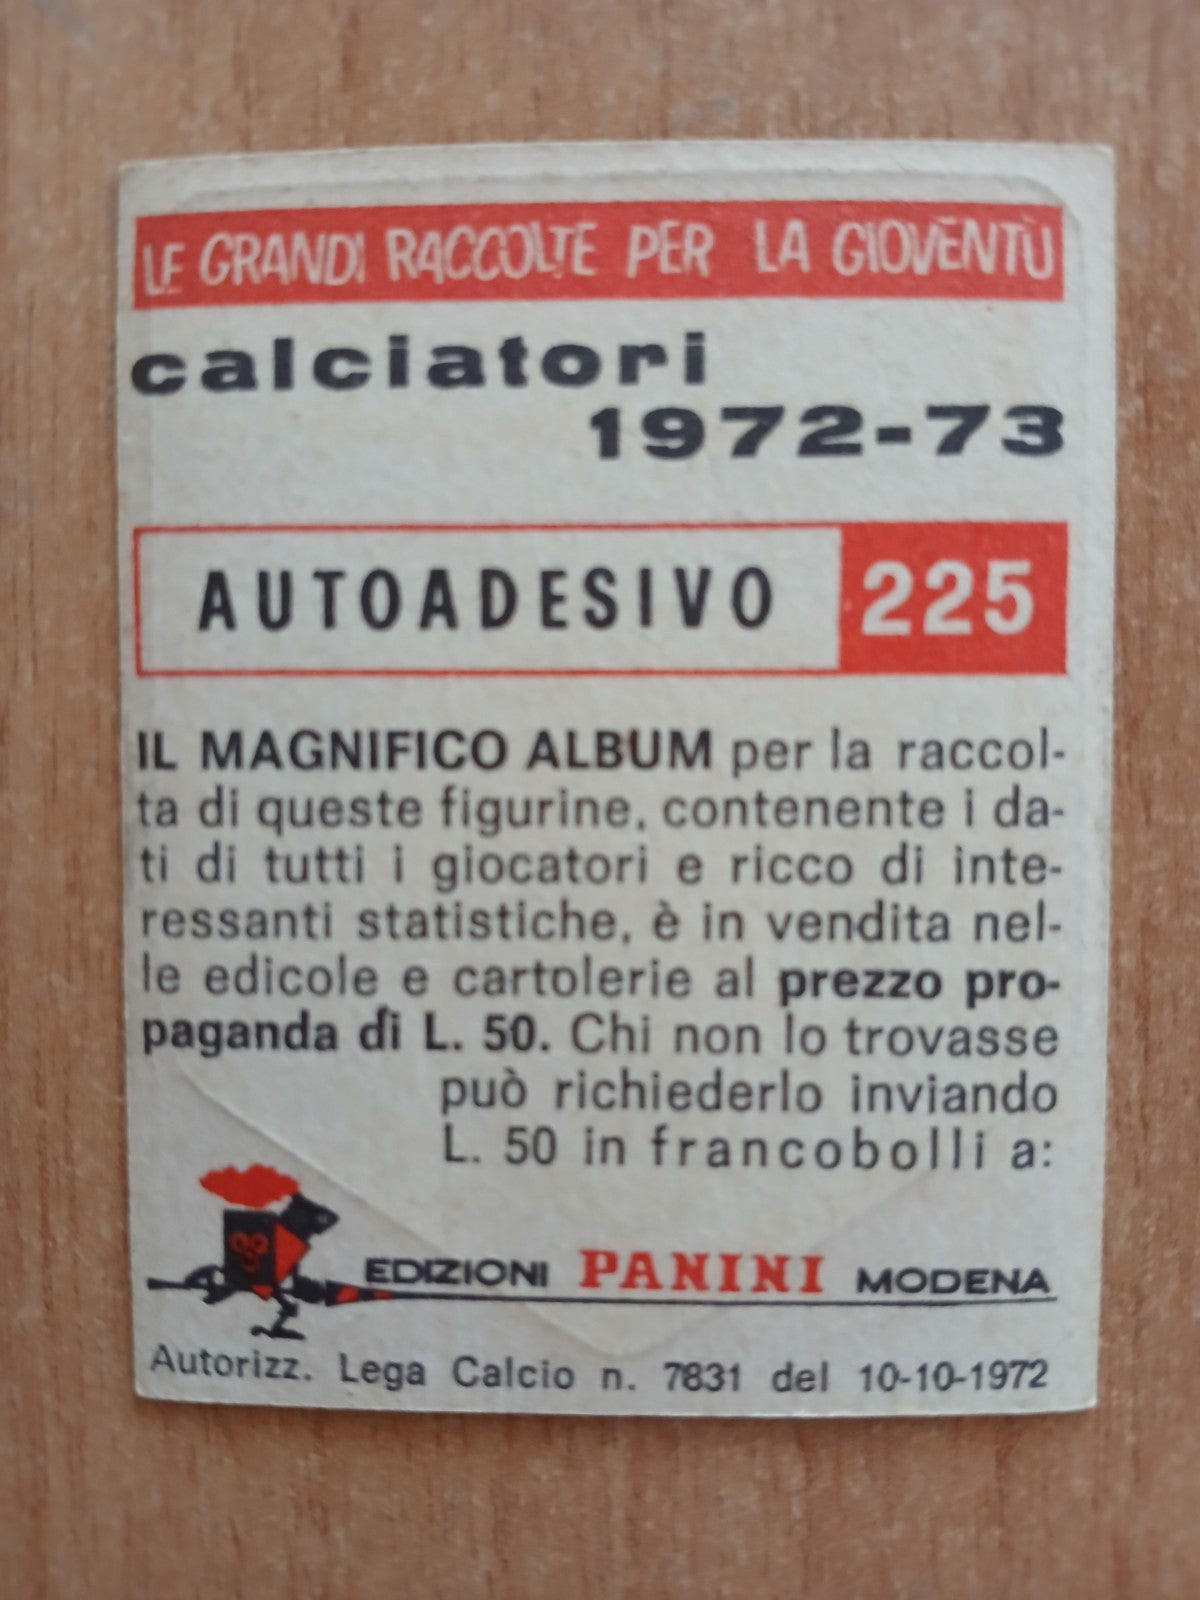 LE GRANDI RACCOLTE PER LA GIOVENTÙ
calciatori
1972-73
AUTOADESIVO 225
IL MAGNIFICO ALBUM per la raccol-
ta di queste figurine, contenente i da-
ti di tutti i giocatori e ricco di inte-
ressanti statistiche, è in vendita nel-
le edicole e cartolerie al prezzo pro-
paganda di L. 50. Chi non lo trovasse
può richiederlo inviando
L. 50 in francobolli a:
EDIZIONI PANINI MODENA
Autorizz. Lega Calcio n. 7831 del 10-10-1972